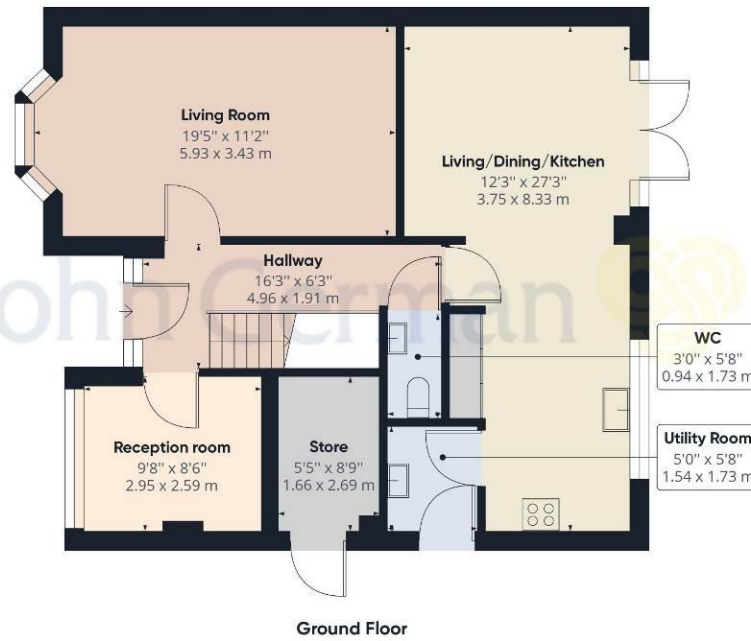 Living Room
19'5" x 11'2"
5.93 x 3.43 m
Living/Dining/Kitchen
12'3" x 27'3"
3.75 x 8.33 m
Hallway
16'3" x 6'3"
4.96 x 1.91 m
John German
WC
3'0" x 5'8"
0.94 x 1.73 m
Reception room
9'8" x 8'6"
2.95 x 2.59 m
Store
5'5" x 8'9"
1.66 x 2.69 m
Utility Room
5'0" x 5'8"
1.54 x 1.73 m
Ground Floor